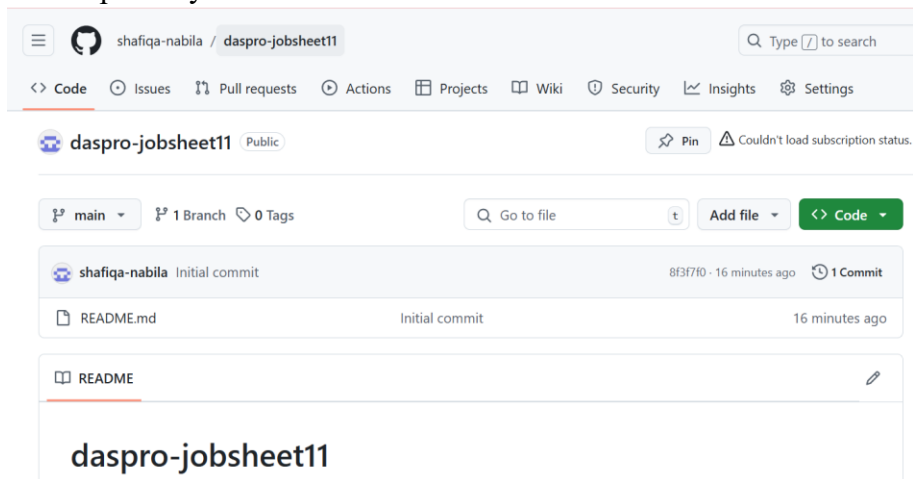 shafiqa-nabila / daspro-jobsheet11
Type / to search
Code Issues Pull requests Actions Projects Wiki Security Insights Settings
daspro-jobsheet11 Public
Pin Couldn't load subscription status.
main 1 Branch 0 Tags Go to file t Add file Code
shafiqa-nabila Initial commit 8f3f7f0 · 16 minutes ago 1 Commit
README.md Initial commit 16 minutes ago
README
daspro-jobsheet11